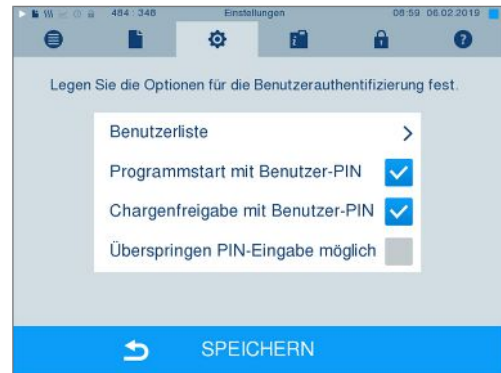 484 : 346 Einstellungen 08:59 06.02.2019
Legen Sie die Optionen für die Benutzerauthentifizierung fest.
Benutzerliste
Programmstart mit Benutzer-PIN
Chargenfreigabe mit Benutzer-PIN
Überspringen PIN-Eingabe möglich
SPEICHERN